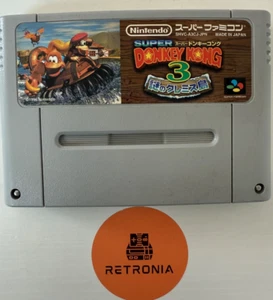 Nintendo スーパーファミコン
SHVC-A3CJ-JPN MADE IN JAPAN
SUPER スーパードンキーコング
DONKEY KONG
3
謎のクレミス島
RETRONIA